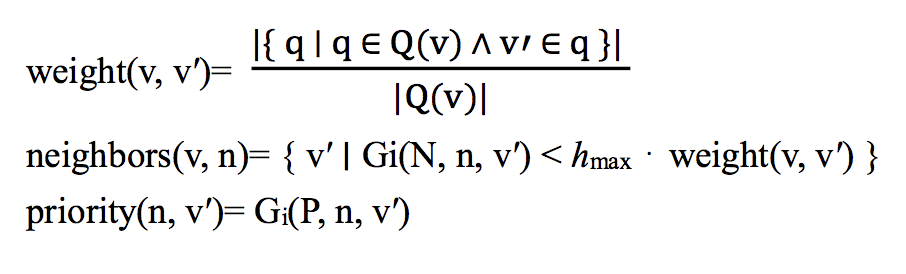 weight(v, v′)= |{ q | q ∈ Q(v) ∧ v′ ∈ q }| / |Q(v)|
neighbors(v, n)= { v′ | Gi(N, n, v′) < hmax · weight(v, v′) }
priority(n, v′)= Gi(P, n, v′)